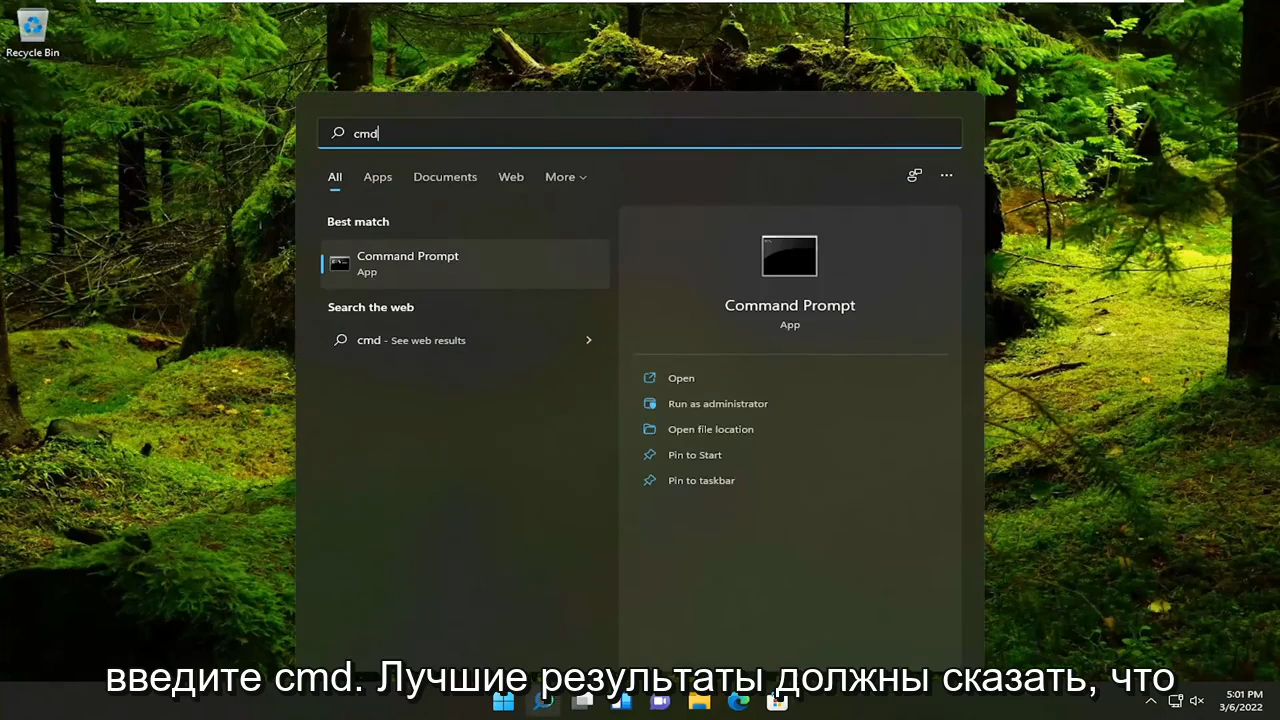 Recycle Bin
cmd
All Apps Documents Web More
Best match
Command Prompt
App
Search the web
cmd - See web results
Command Prompt
App
Open
Run as administrator
Open file location
Pin to Start
Pin to taskbar
введите cmd. Лучшие результаты должны сказать, что
5:01 PM
3/6/2022